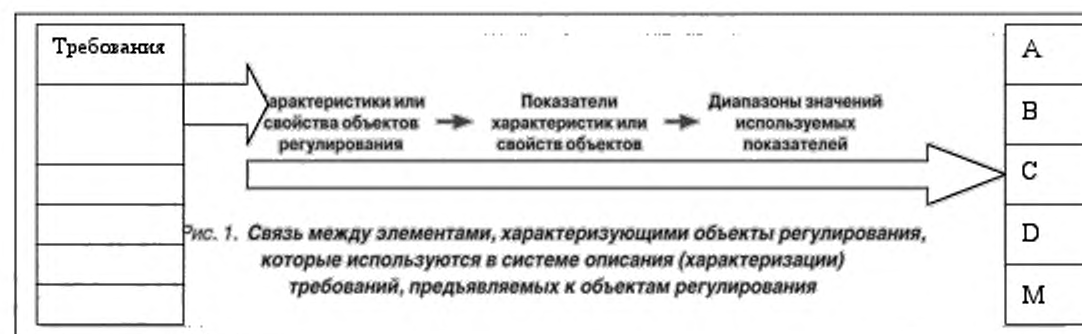 Требования
арактеристики или
свойства объектов
регулирования
Показатели
характеристик или
свойств объектов
Диапазоны значений
используемых
показателей
Рис. 1. Связь между элементами, характеризующими объекты регулирования,
которые используются в системе описания (характеризации)
требований, предъявляемых к объектам регулирования
A
B
C
D
M